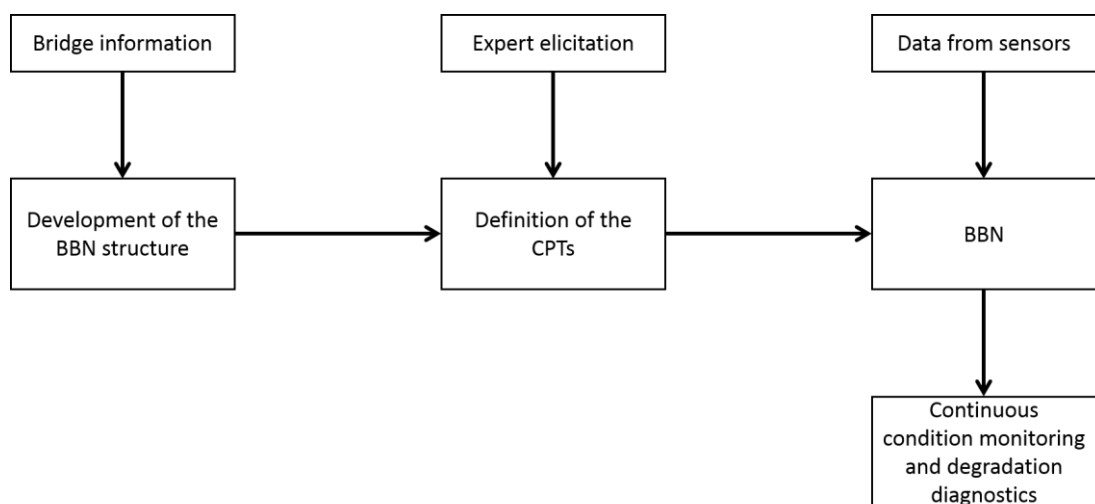 Bridge information
Expert elicitation
Data from sensors
Development of the
BBN structure
Definition of the
CPTs
BBN
Continuous
condition monitoring
and degradation
diagnostics